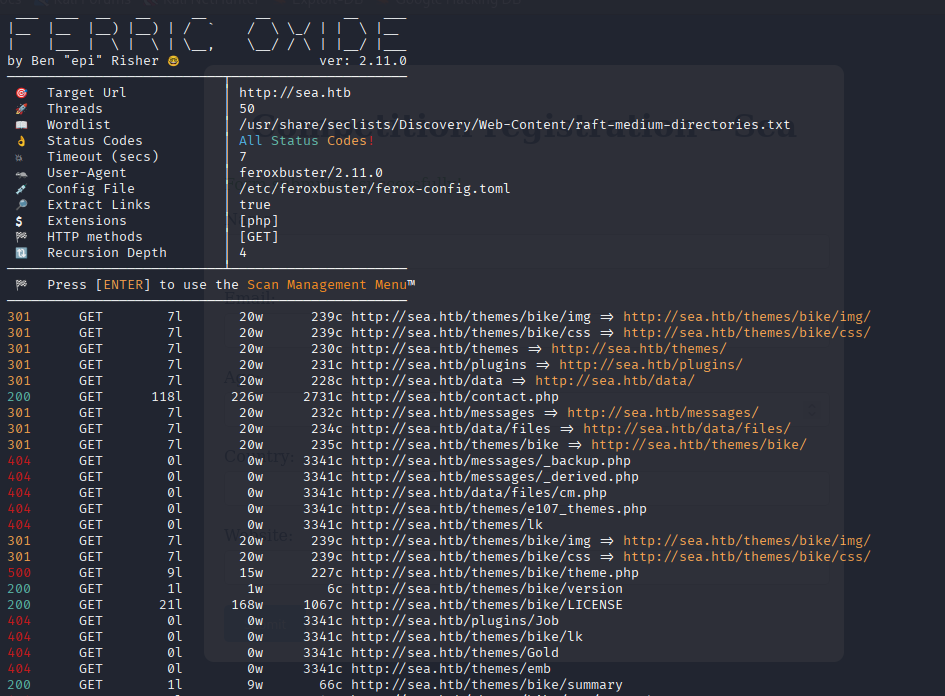 FERRIC OXIDE
by Ben "epi" Risher 🤓 ver: 2.11.0
🎯 Target Url │ http://sea.htb
🚀 Threads │ 50
📖 Wordlist │ /usr/share/seclists/Discovery/Web-Content/raft-medium-directories.txt
👌 Status Codes │ All Status Codes!
💥 Timeout (secs) │ 7
🦡 User-Agent │ feroxbuster/2.11.0
💉 Config File │ /etc/feroxbuster/ferox-config.toml
🔎 Extract Links │ true
💲 Extensions │ [php]
🏁 HTTP methods │ [GET]
🔃 Recursion Depth │ 4
🏁 Press [ENTER] to use the Scan Management Menu™
301 GET 7l 20w 239c http://sea.htb/themes/bike/img => http://sea.htb/themes/bike/img/
301 GET 7l 20w 239c http://sea.htb/themes/bike/css => http://sea.htb/themes/bike/css/
301 GET 7l 20w 230c http://sea.htb/themes => http://sea.htb/themes/
301 GET 7l 20w 231c http://sea.htb/plugins => http://sea.htb/plugins/
301 GET 7l 20w 228c http://sea.htb/data => http://sea.htb/data/
200 GET 118l 226w 2731c http://sea.htb/contact.php
301 GET 7l 20w 232c http://sea.htb/messages => http://sea.htb/messages/
301 GET 7l 20w 234c http://sea.htb/data/files => http://sea.htb/data/files/
301 GET 7l 20w 235c http://sea.htb/themes/bike => http://sea.htb/themes/bike/
404 GET 0l 0w 3341c http://sea.htb/messages/_backup.php
404 GET 0l 0w 3341c http://sea.htb/messages/_derived.php
404 GET 0l 0w 3341c http://sea.htb/data/files/cm.php
404 GET 0l 0w 3341c http://sea.htb/themes/e107_themes.php
404 GET 0l 0w 3341c http://sea.htb/themes/lk
301 GET 7l 20w 239c http://sea.htb/themes/bike/img => http://sea.htb/themes/bike/img/
301 GET 7l 20w 239c http://sea.htb/themes/bike/css => http://sea.htb/themes/bike/css/
500 GET 9l 15w 227c http://sea.htb/themes/bike/theme.php
200 GET 1l 1w 6c http://sea.htb/themes/bike/version
200 GET 21l 168w 1067c http://sea.htb/themes/bike/LICENSE
404 GET 0l 0w 3341c http://sea.htb/plugins/Job
404 GET 0l 0w 3341c http://sea.htb/themes/bike/lk
404 GET 0l 0w 3341c http://sea.htb/themes/Gold
404 GET 0l 0w 3341c http://sea.htb/themes/emb
200 GET 1l 9w 66c http://sea.htb/themes/bike/summary